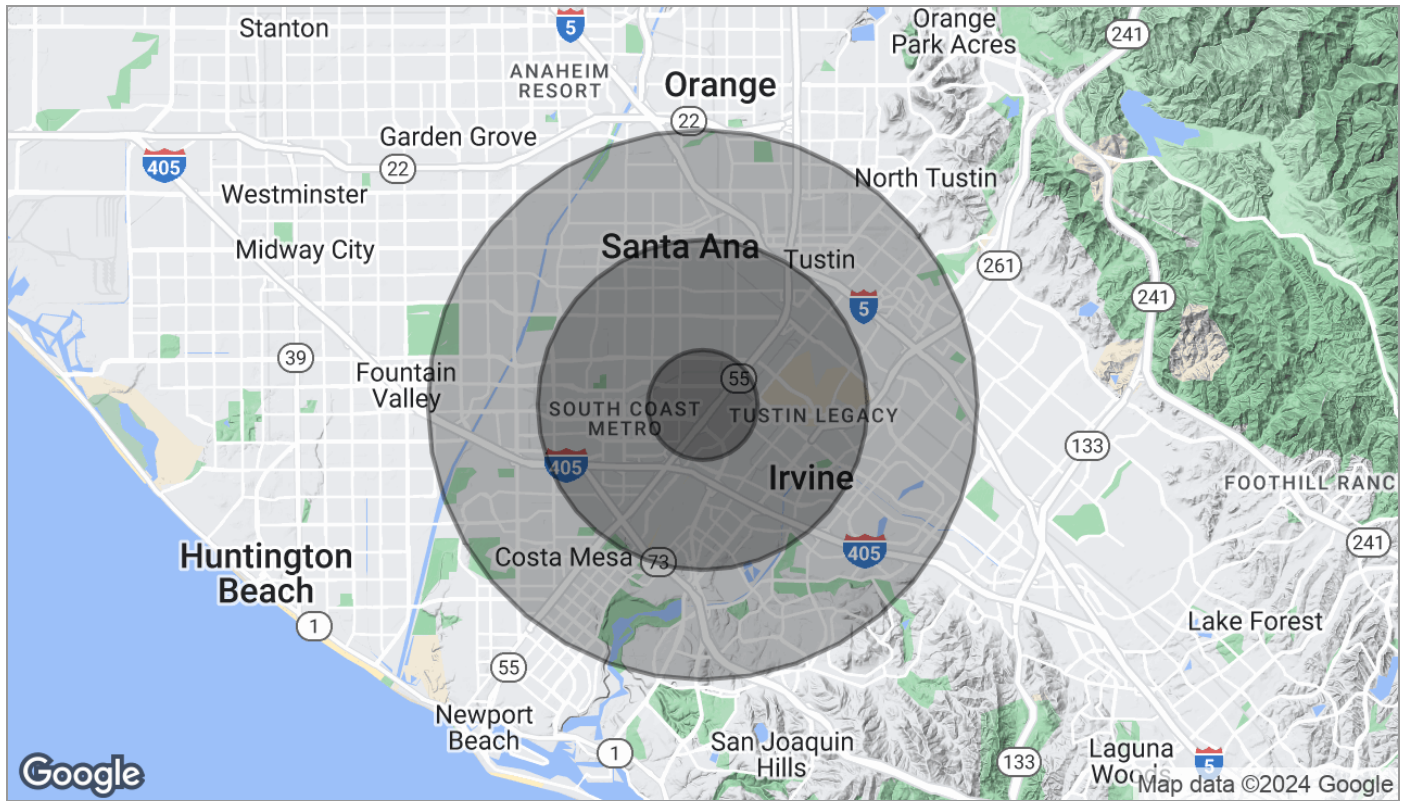 Stanton
5
Orange
Park Acres
241
ANAHEIM
RESORT
Orange
22
Garden Grove
405
22
North Tustin
Westminster
Midway City
Santa Ana
Tustin
261
5
241
39
Fountain
Valley
55
SOUTH COAST
METRO
TUSTIN LEGACY
133
405
Irvine
FOOTHILL RANC
Huntington
Beach
Costa Mesa
73
405
241
1
Lake Forest
55
Newport
Beach
1
San Joaquin
Hills
133
Laguna
Woods
5
Google
Map data ©2024 Google